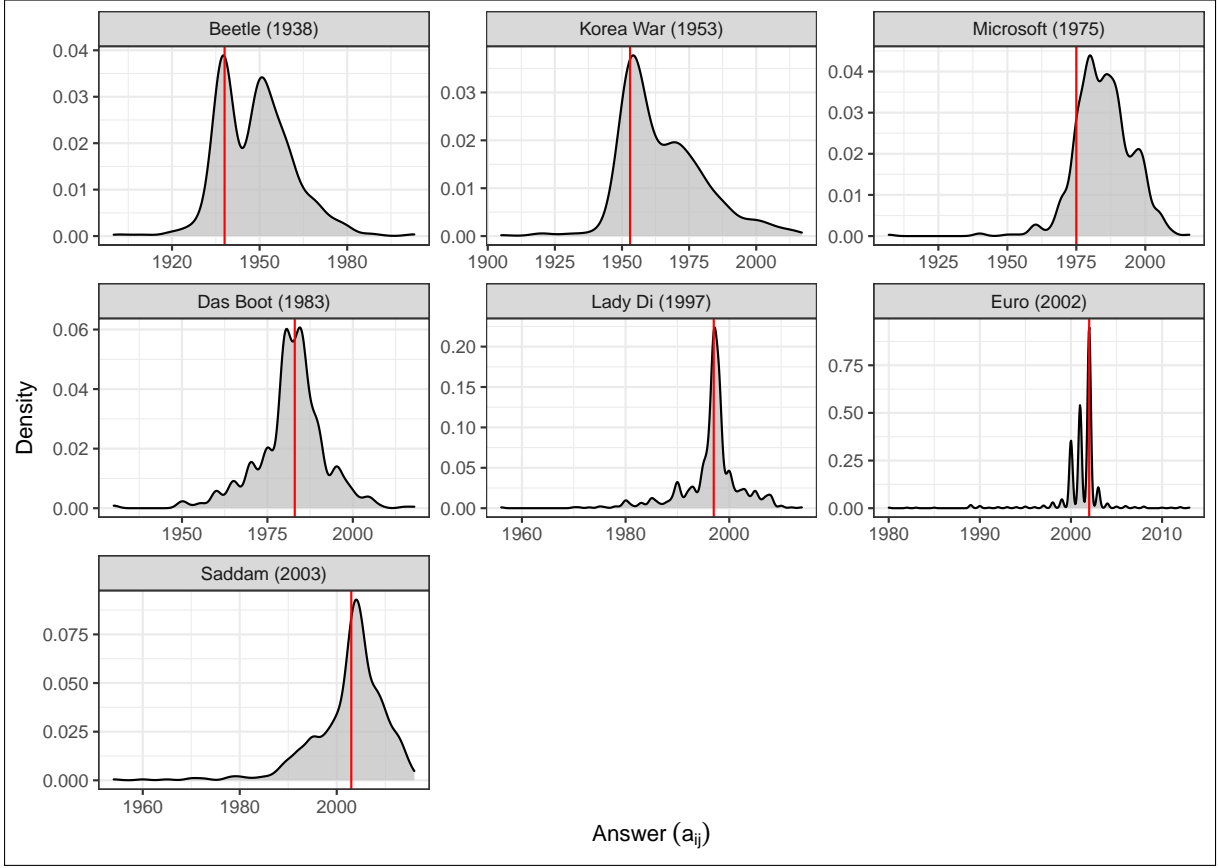 Beetle (1938)
Korea War (1953)
Microsoft (1975)
0.04
0.03
0.02
0.01
0.00
1920 1950 1980
0.03
0.02
0.01
0.00
1900 1925 1950 1975 2000
0.04
0.03
0.02
0.01
0.00
1925 1950 1975 2000
Das Boot (1983)
Lady Di (1997)
Euro (2002)
Density
0.06
0.04
0.02
0.00
1950 1975 2000
0.20
0.15
0.10
0.05
0.00
1960 1980 2000
0.75
0.50
0.25
0.00
1980 1990 2000 2010
Saddam (2003)
0.075
0.050
0.025
0.000
1960 1980 2000
Answer (aij)